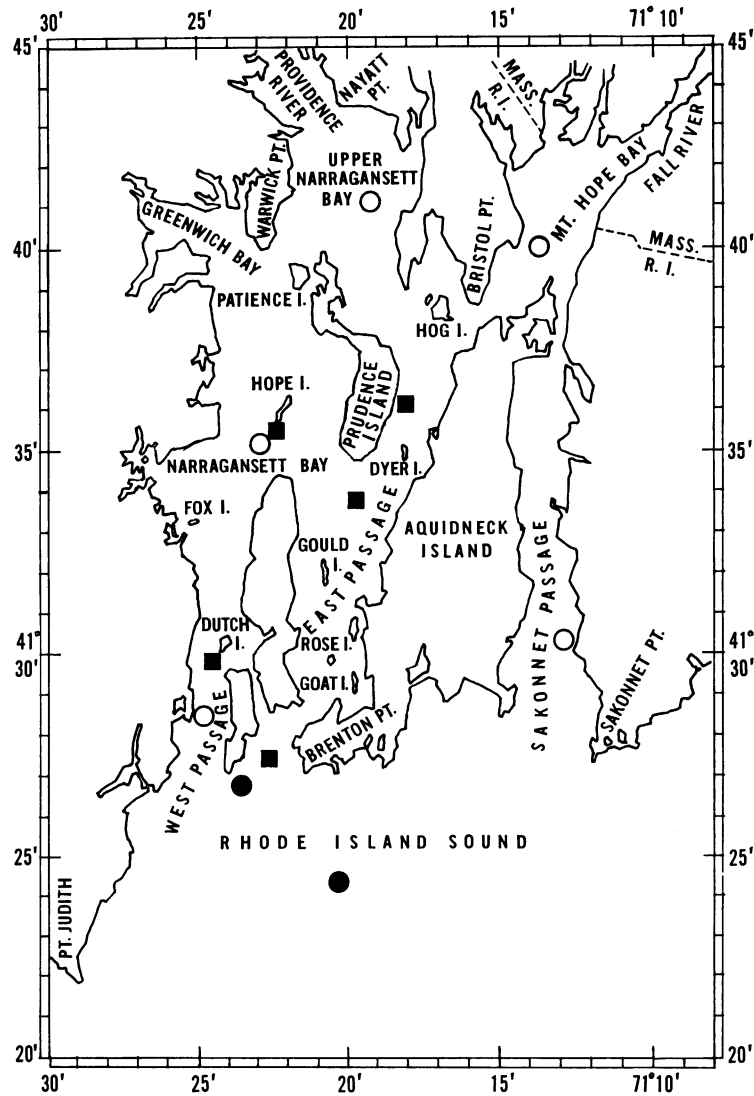 30' 25' 20' 15' 71° 10'
45' 45'
PROVIDENCE
RIVER
NAYATT
PT.
MASS.
R. I.
UPPER
NARRAGANSETT
BAY
WARWICK PT.
GREENWICH BAY
BRISTOL PT.
MT. HOPE BAY
FALL RIVER
40' 40'
MASS.
R. I.
PATIENCE I.
HOG I.
HOPE I.
PRUDENCE
ISLAND
35' 35'
NARRAGANSETT BAY
DYER I.
FOX I.
EAST PASSAGE
AQUIDNECK
ISLAND
GOULD
I.
SAKONNET PASSAGE
DUTCH
I.
ROSE I.
41° 41°
30' 30'
GOAT I.
SAKONNET PT.
BRENTON PT.
WEST PASSAGE
RHODE ISLAND SOUND
25' 25'
PT. JUDITH
20' 20'
30' 25' 20' 15' 71° 10'